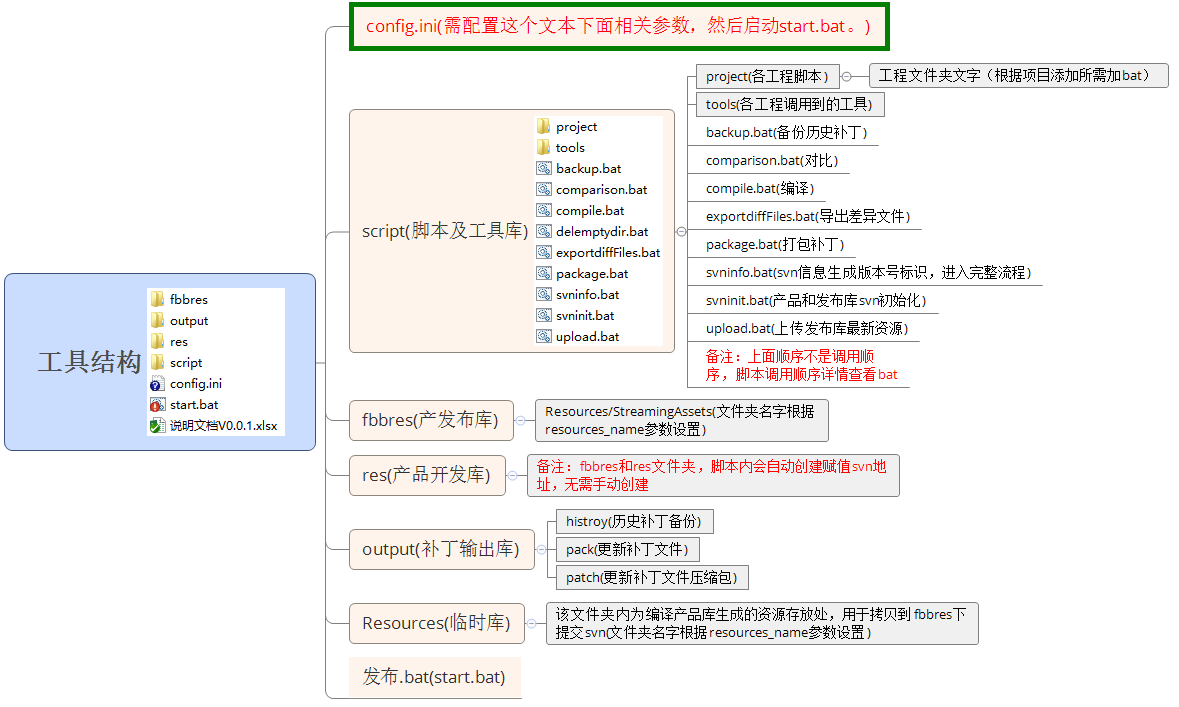 工具结构
fbbres
output
res
script
config.ini
start.bat
说明文档V0.0.1.xlsx
config.ini(需配置这个文本下面相关参数，然后启动start.bat。)
script(脚本及工具库)
project
tools
backup.bat
comparison.bat
compile.bat
delemptydir.bat
exportdiffFiles.bat
package.bat
svninfo.bat
svninit.bat
upload.bat
project(各工程脚本)
工程文件夹文字（根据项目添加所需加bat）
tools(各工程调用到的工具)
backup.bat(备份历史补丁)
comparison.bat(对比)
compile.bat(编译)
exportdiffFiles.bat(导出差异文件)
package.bat(打包补丁)
svninfo.bat(svn信息生成版本号标识，进入完整流程)
svninit.bat(产品和发布库svn初始化)
upload.bat(上传发布库最新资源)
备注：上面顺序不是调用顺
序，脚本调用顺序详情查看bat
fbbres(产发布库)
Resources/StreamingAssets(文件夹名字根据
resources_name参数设置)
res(产品开发库)
备注：fbbres和res文件夹，脚本内会自动创建赋值svn地
址，无需手动创建
output(补丁输出库)
histroy(历史补丁备份)
pack(更新补丁文件)
patch(更新补丁文件压缩包)
Resources(临时库)
该文件夹内为编译产品库生成的资源存放处，用于拷贝到fbbres下
提交svn(文件夹名字根据resources_name参数设置)
发布.bat(start.bat)